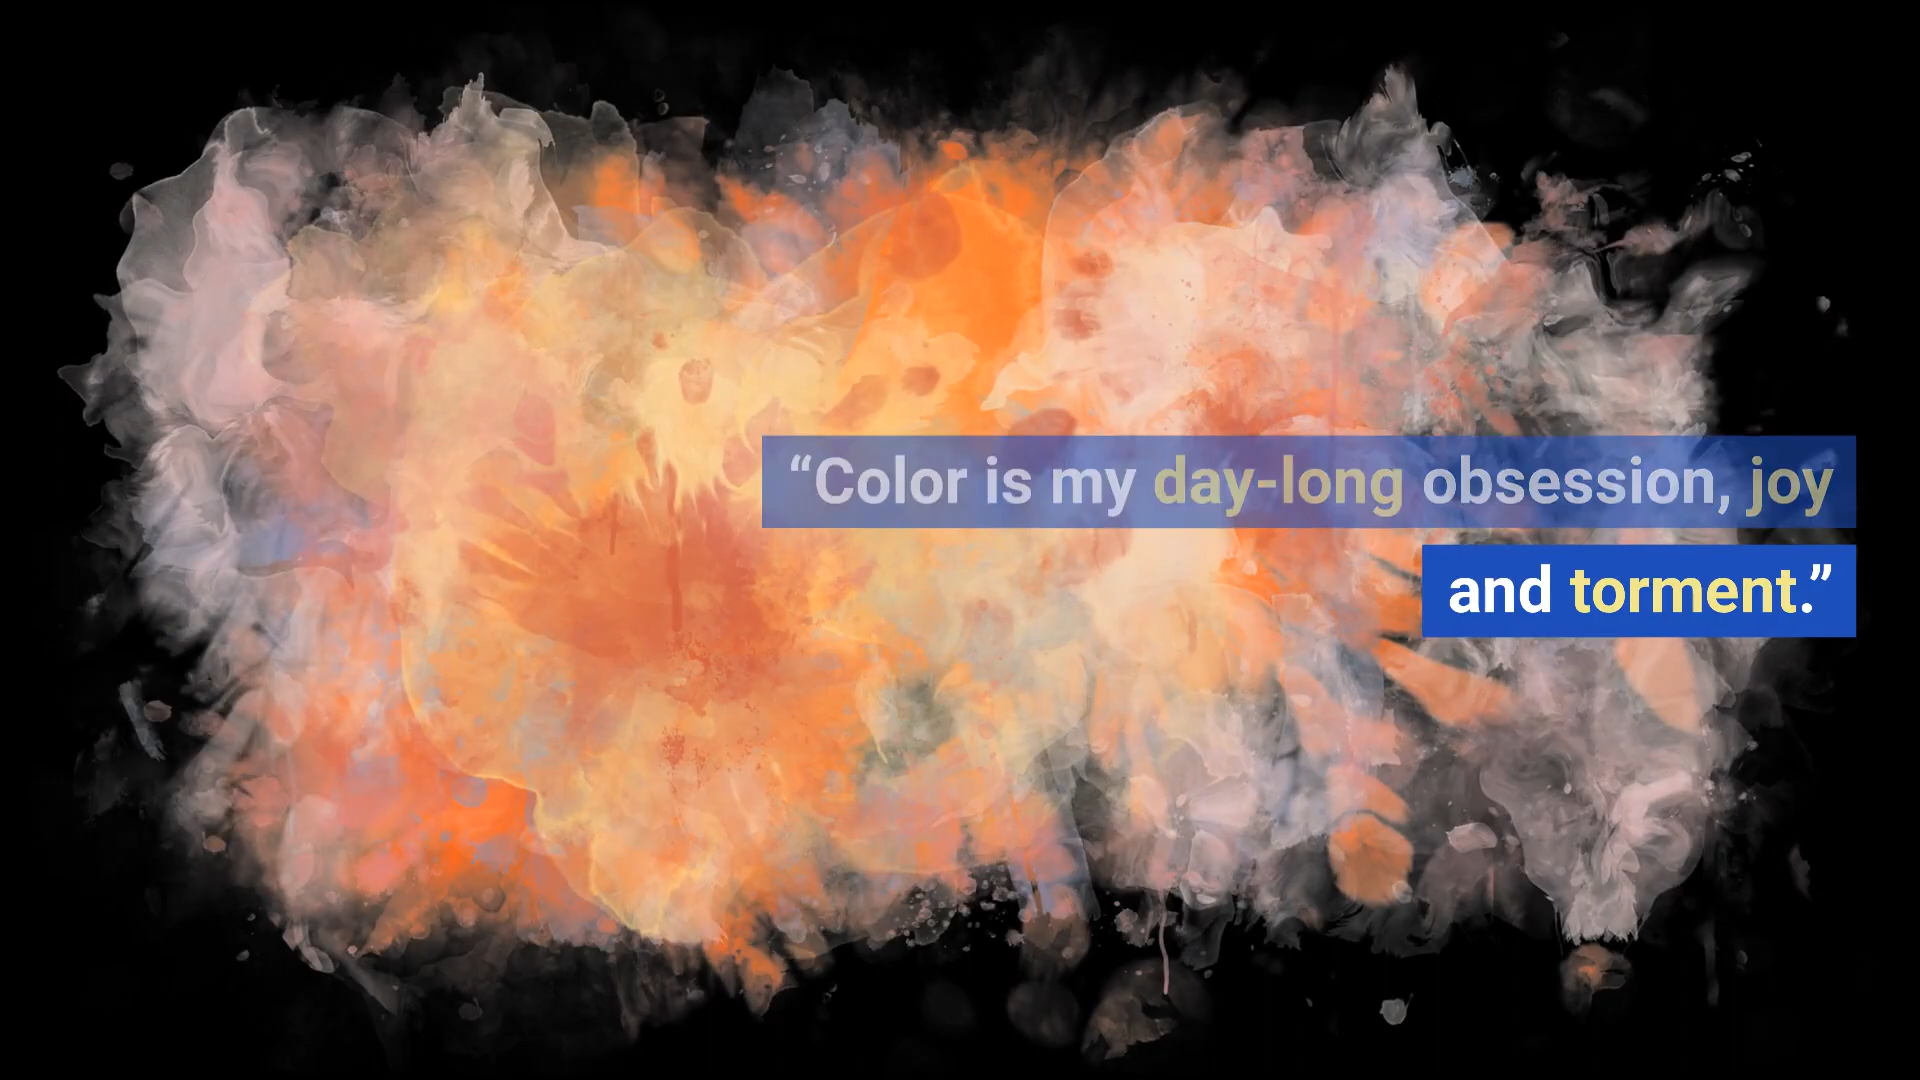 “Color is my day-long obsession, joy
and torment.”